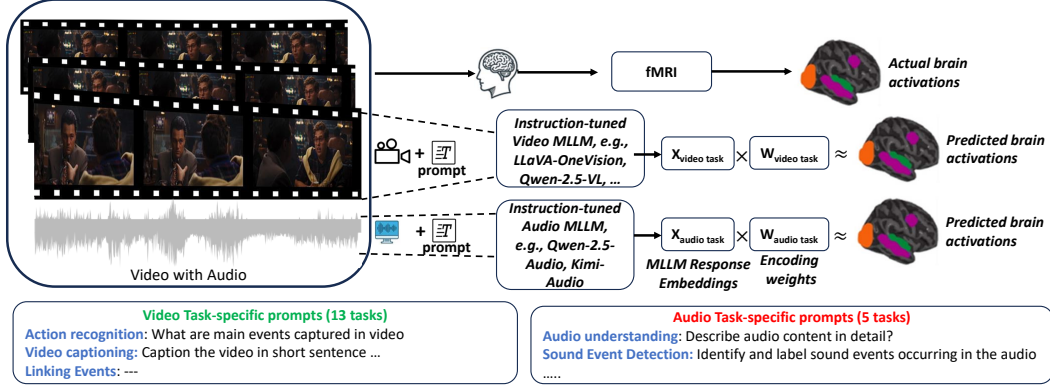 fMRI
Actual brain
activations
Instruction-tuned
Video MLLM, e.g.,
LLaVA-OneVision,
Qwen-2.5-VL, …
+ T
prompt
X video task × W video task ≈
Predicted brain
activations
Instruction-tuned
Audio MLLM,
e.g., Qwen-2.5-
Audio, Kimi-
Audio
+ T
prompt
X audio task × W audio task ≈
Predicted brain
activations
MLLM Response
Embeddings
Encoding
weights
Video with Audio
Video Task-specific prompts (13 tasks)
Action recognition: What are main events captured in video
Video captioning: Caption the video in short sentence …
Linking Events: ---
Audio Task-specific prompts (5 tasks)
Audio understanding: Describe audio content in detail?
Sound Event Detection: Identify and label sound events occurring in the audio
…..